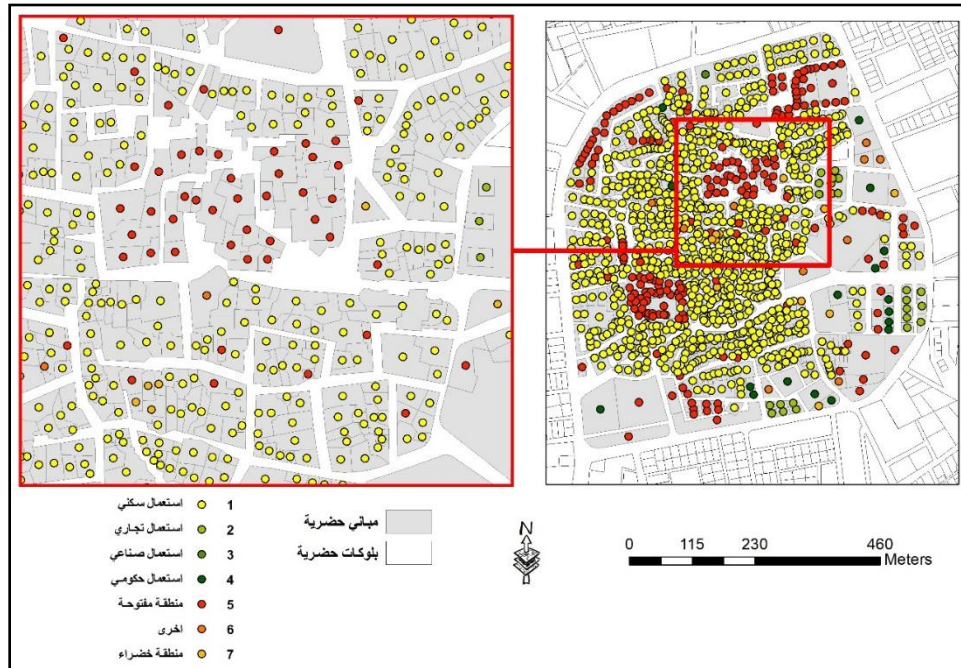 استعمال سكني 1
استعمال تجاري 2
استعمال صناعي 3
استعمال حكومي 4
منطقة مفتوحة 5
اخرى 6
منطقة خضراء 7
مباني حضرية
بلوكات حضرية
N
0 115 230 460
Meters